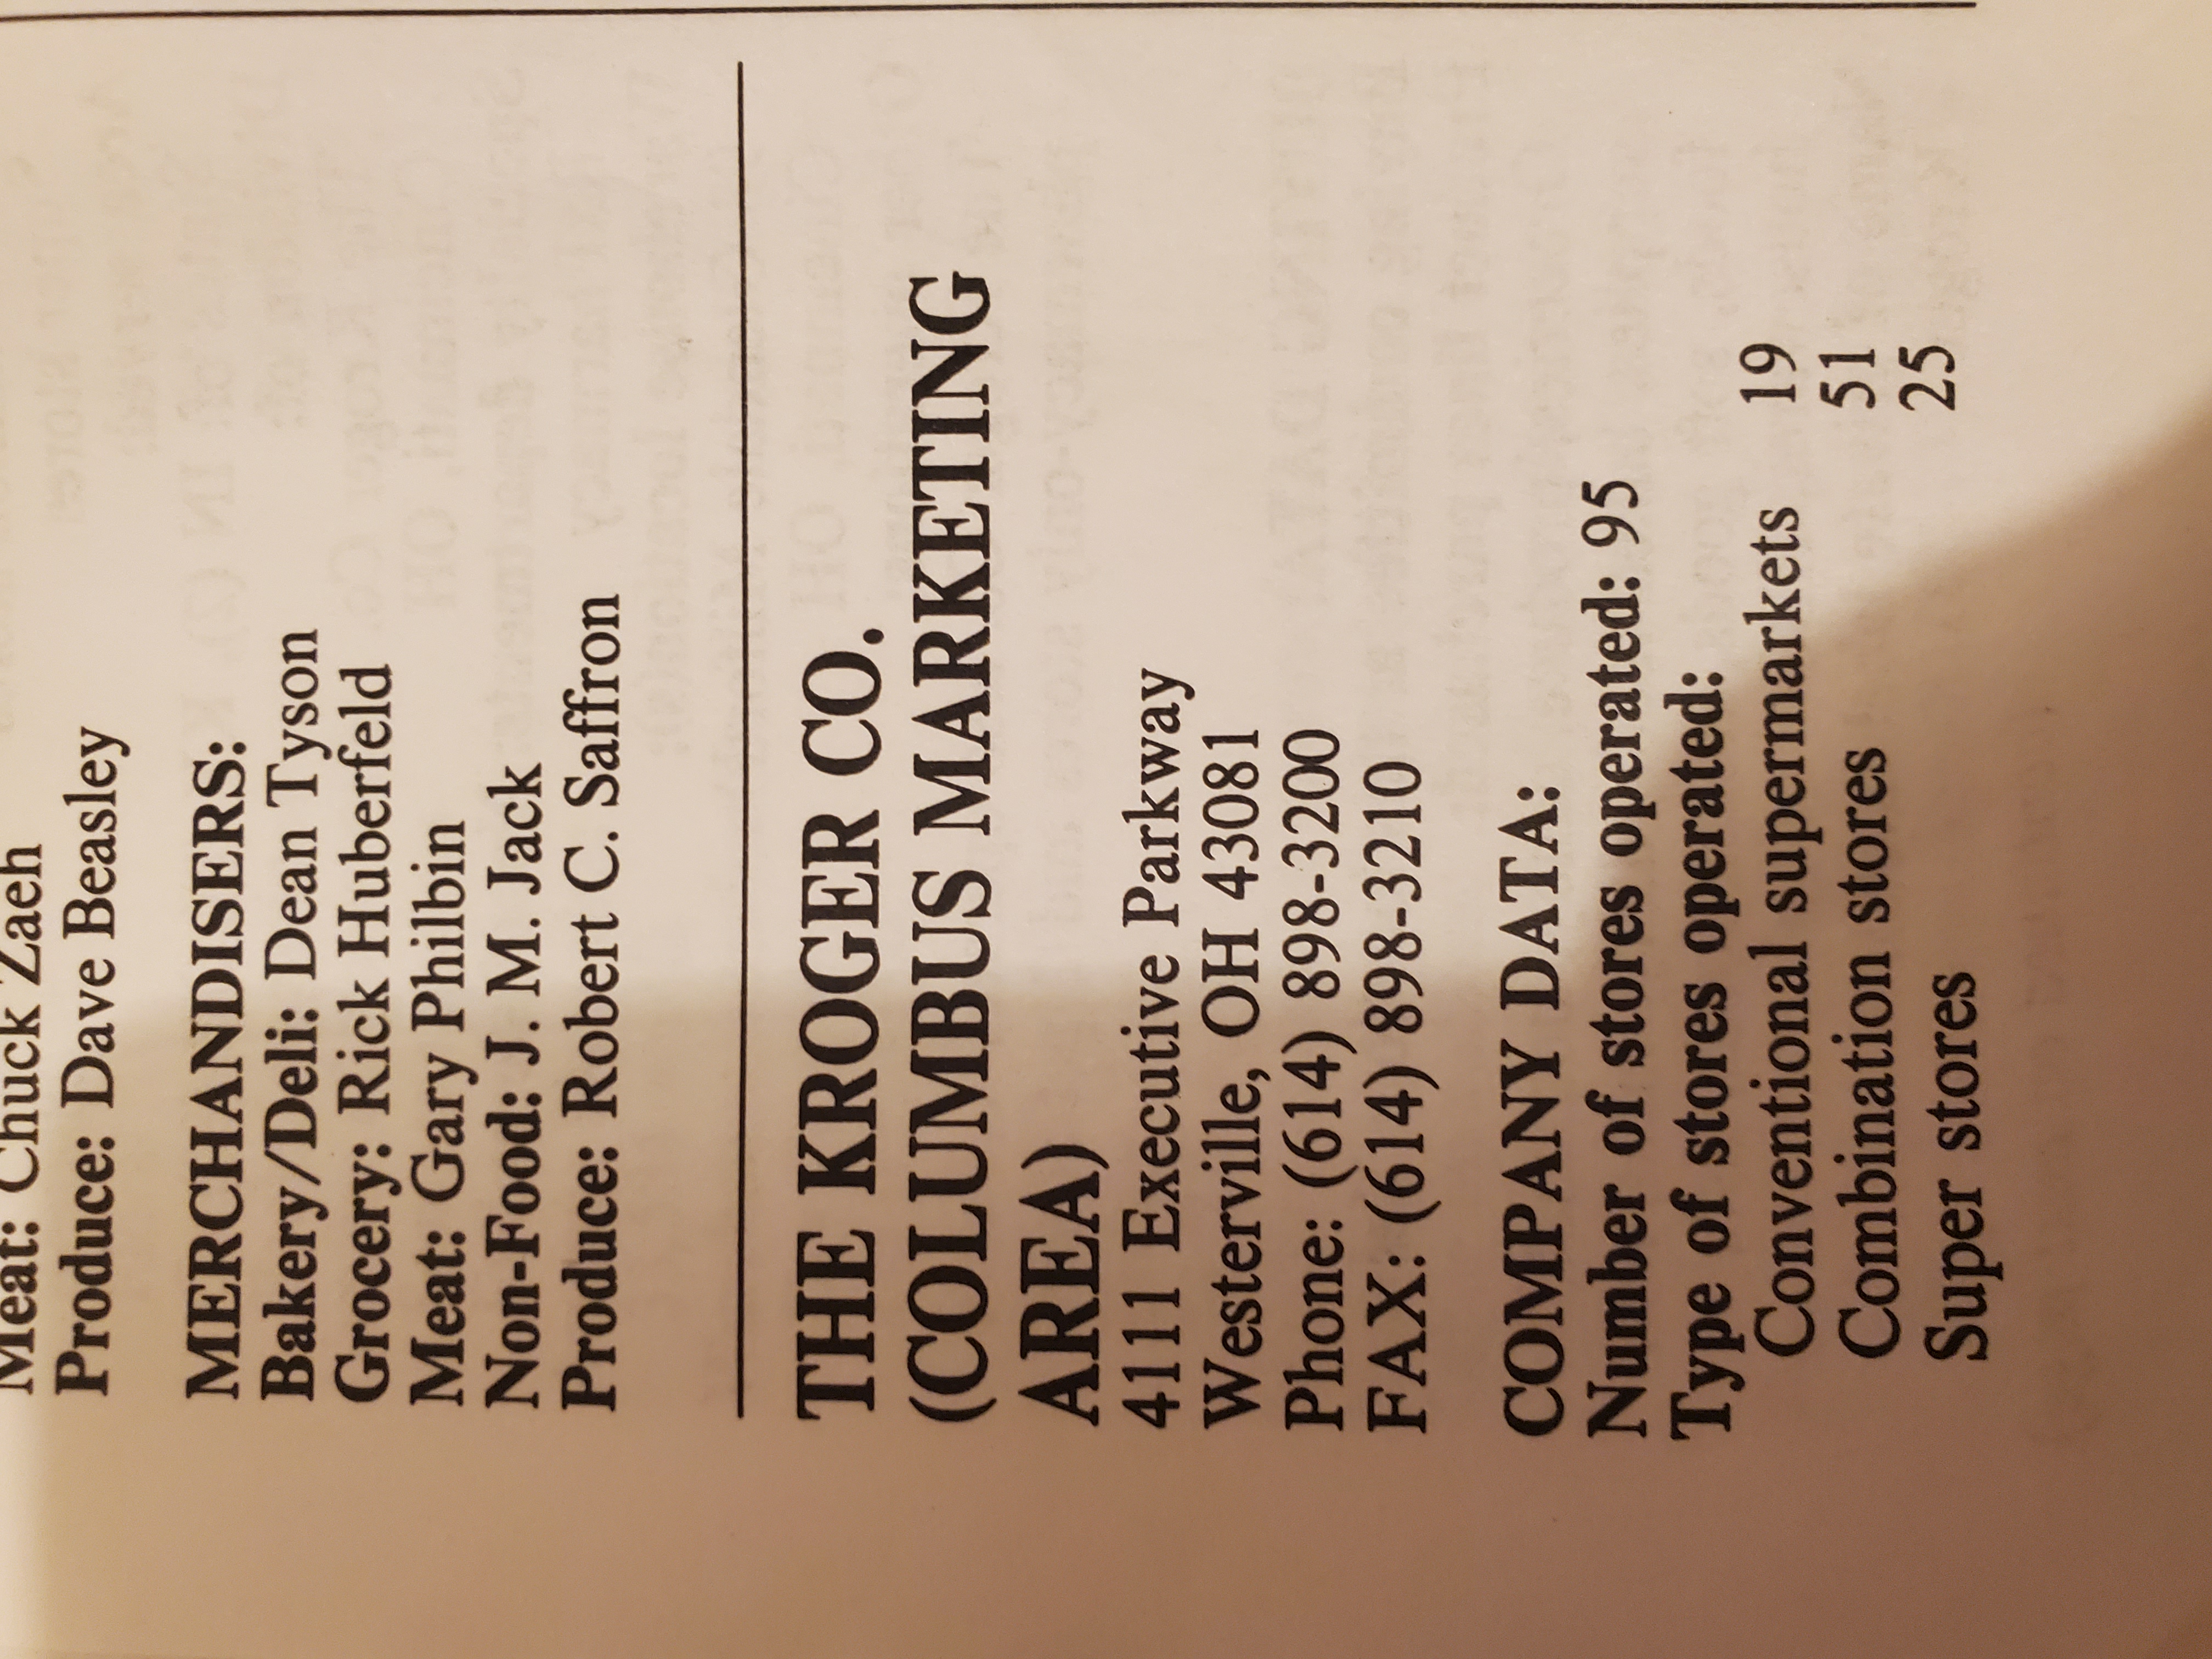 Meat: Chuck Zaeh
Produce: Dave Beasley
MERCHANDISERS:
Bakery/Deli: Dean Tyson
Grocery: Rick Huberfeld
Meat: Gary Philbin
Non-Food: J. M. Jack
Produce: Robert C. Saffron
THE KROGER CO.
(COLUMBUS MARKETING
AREA)
4111 Executive Parkway
Westerville, OH 43081
Phone: (614) 898-3200
FAX: (614) 898-3210
COMPANY DATA:
Number of stores operated: 95
Type of stores operated:
Conventional supermarkets 19
Combination stores 51
Super stores 25